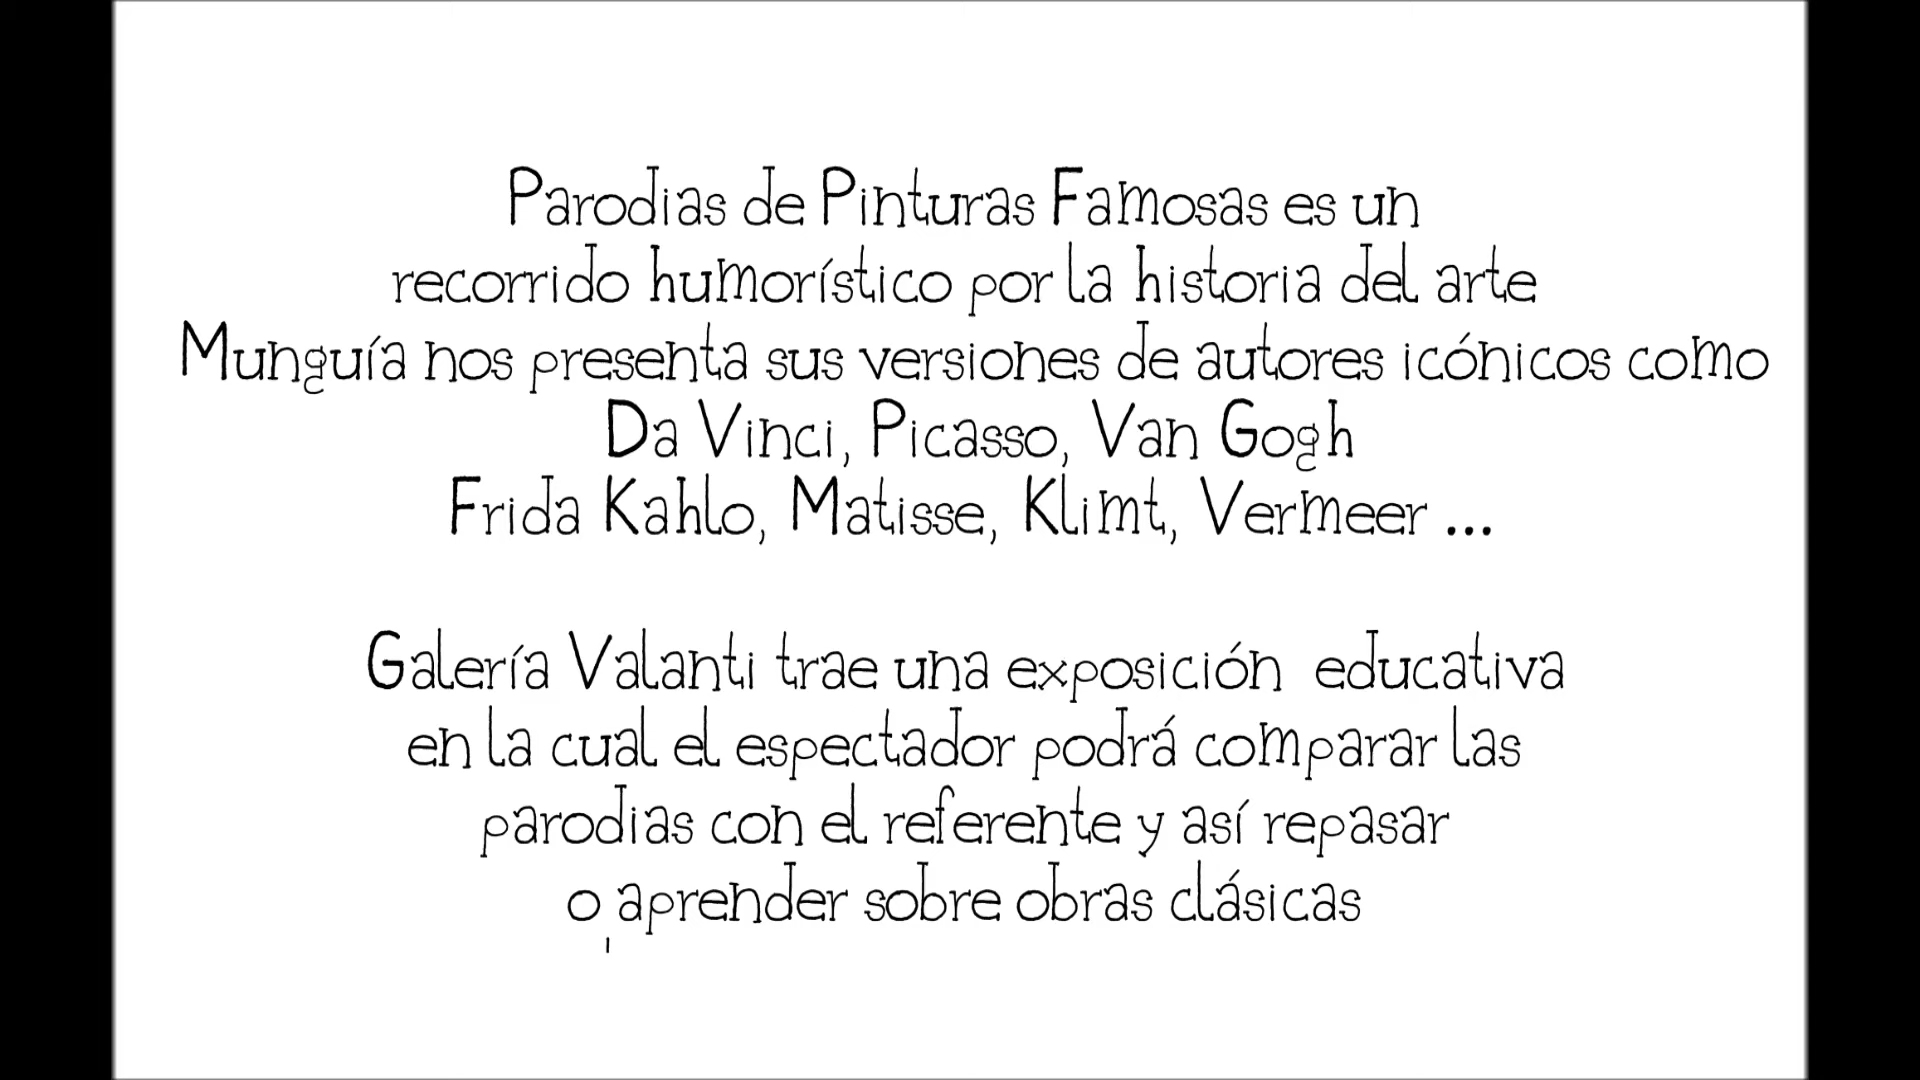 Parodias de Pinturas Famosas es un
recorrido humorístico por la historia del arte
Munguía nos presenta sus versiones de autores icónicos como
Da Vinci, Picasso, Van Gogh
Frida Kahlo, Matisse, Klimt, Vermeer ...
Galería Valanti trae una exposición educativa
en la cual el espectador podrá comparar las
parodias con el referente y así repasar
o aprender sobre obras clásicas